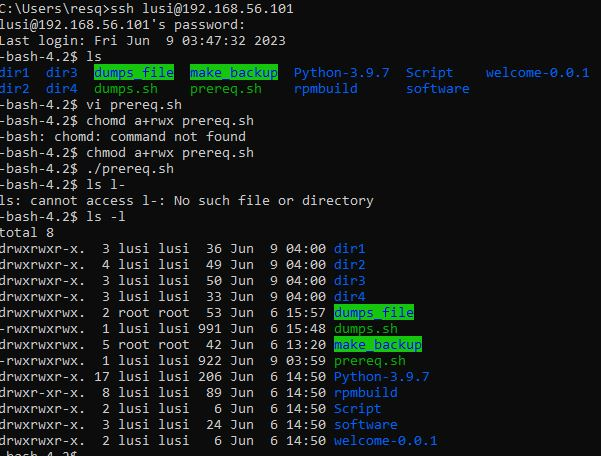 C:\Users\resq>ssh lusi@192.168.56.101
lusi@192.168.56.101's password:
Last login: Fri Jun  9 03:47:32 2023
-bash-4.2$ ls
dir1  dir3  dumps_file  make_backup  Python-3.9.7  Script    welcome-0.0.1
dir2  dir4  dumps.sh    prereq.sh    rpmbuild      software
-bash-4.2$ vi prereq.sh
-bash-4.2$ chomd a+rwx prereq.sh
-bash: chomd: command not found
-bash-4.2$ chmod a+rwx prereq.sh
-bash-4.2$ ./prereq.sh
-bash-4.2$ ls l-
ls: cannot access l-: No such file or directory
-bash-4.2$ ls -l
total 8
drwxrwxr-x.  3 lusi lusi  36 Jun  9 04:00 dir1
drwxrwxr-x.  4 lusi lusi  49 Jun  9 04:00 dir2
drwxrwxr-x.  3 lusi lusi  50 Jun  9 04:00 dir3
drwxrwxr-x.  3 lusi lusi  33 Jun  9 04:00 dir4
drwxrwxrwx.  2 root root  53 Jun  6 15:57 dumps_file
-rwxrwxrwx.  1 lusi lusi 991 Jun  6 15:48 dumps.sh
drwxrwxrwx.  5 root root  42 Jun  6 13:20 make_backup
-rwxrwxrwx.  1 lusi lusi 922 Jun  9 03:59 prereq.sh
drwxrwxr-x. 17 lusi lusi 206 Jun  6 14:50 Python-3.9.7
drwxr-xr-x.  8 lusi lusi  89 Jun  6 14:50 rpmbuild
drwxrwxr-x.  2 lusi lusi   6 Jun  6 14:50 Script
drwxrwxr-x.  3 lusi lusi  24 Jun  6 14:50 software
drwxrwxr-x.  2 lusi lusi   6 Jun  6 14:50 welcome-0.0.1
-bash-4.2$